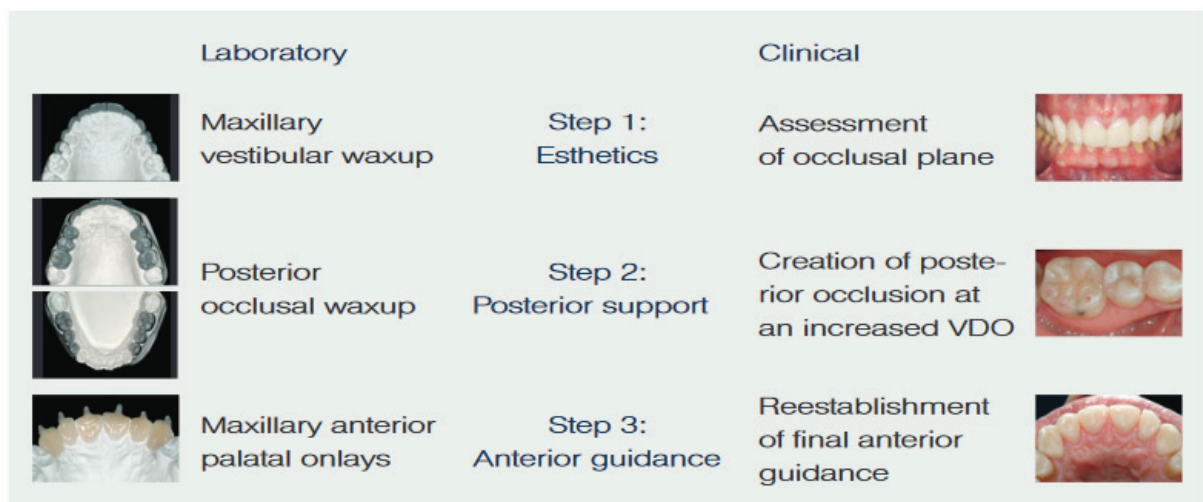 Laboratory
Clinical
Maxillary
vestibular waxup
Step 1:
Esthetics
Assessment
of occlusal plane
Posterior
occlusal waxup
Step 2:
Posterior support
Creation of poste-
rior occlusion at
an increased VDO
Maxillary anterior
palatal onlays
Step 3:
Anterior guidance
Reestablishment
of final anterior
guidance